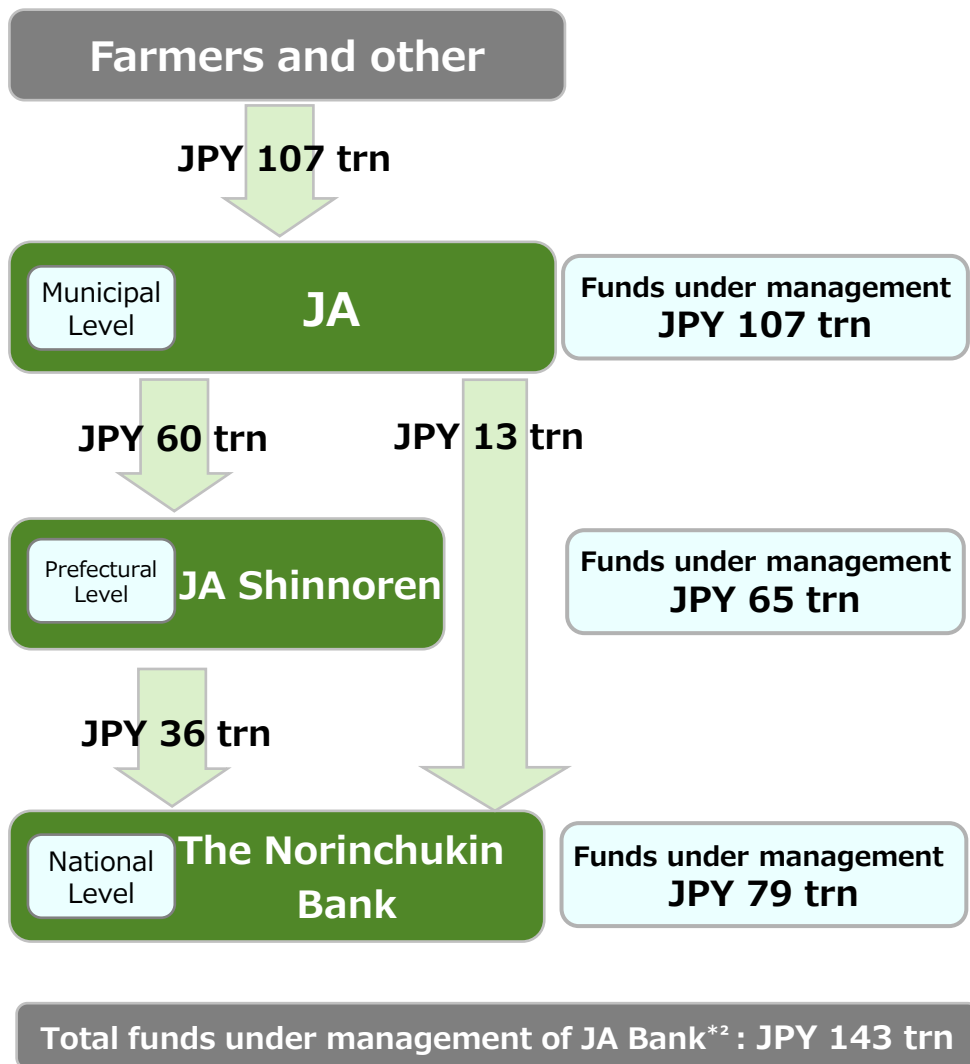 Farmers and other
JPY 107 trn
Municipal
Level
JA
Funds under management
JPY 107 trn
JPY 60 trn
JPY 13 trn
Prefectural
Level
JA Shinnoren
Funds under management
JPY 65 trn
JPY 36 trn
National
Level
The Norinchukin
Bank
Funds under management
JPY 79 trn
Total funds under management of JA Bank*² : JPY 143 trn